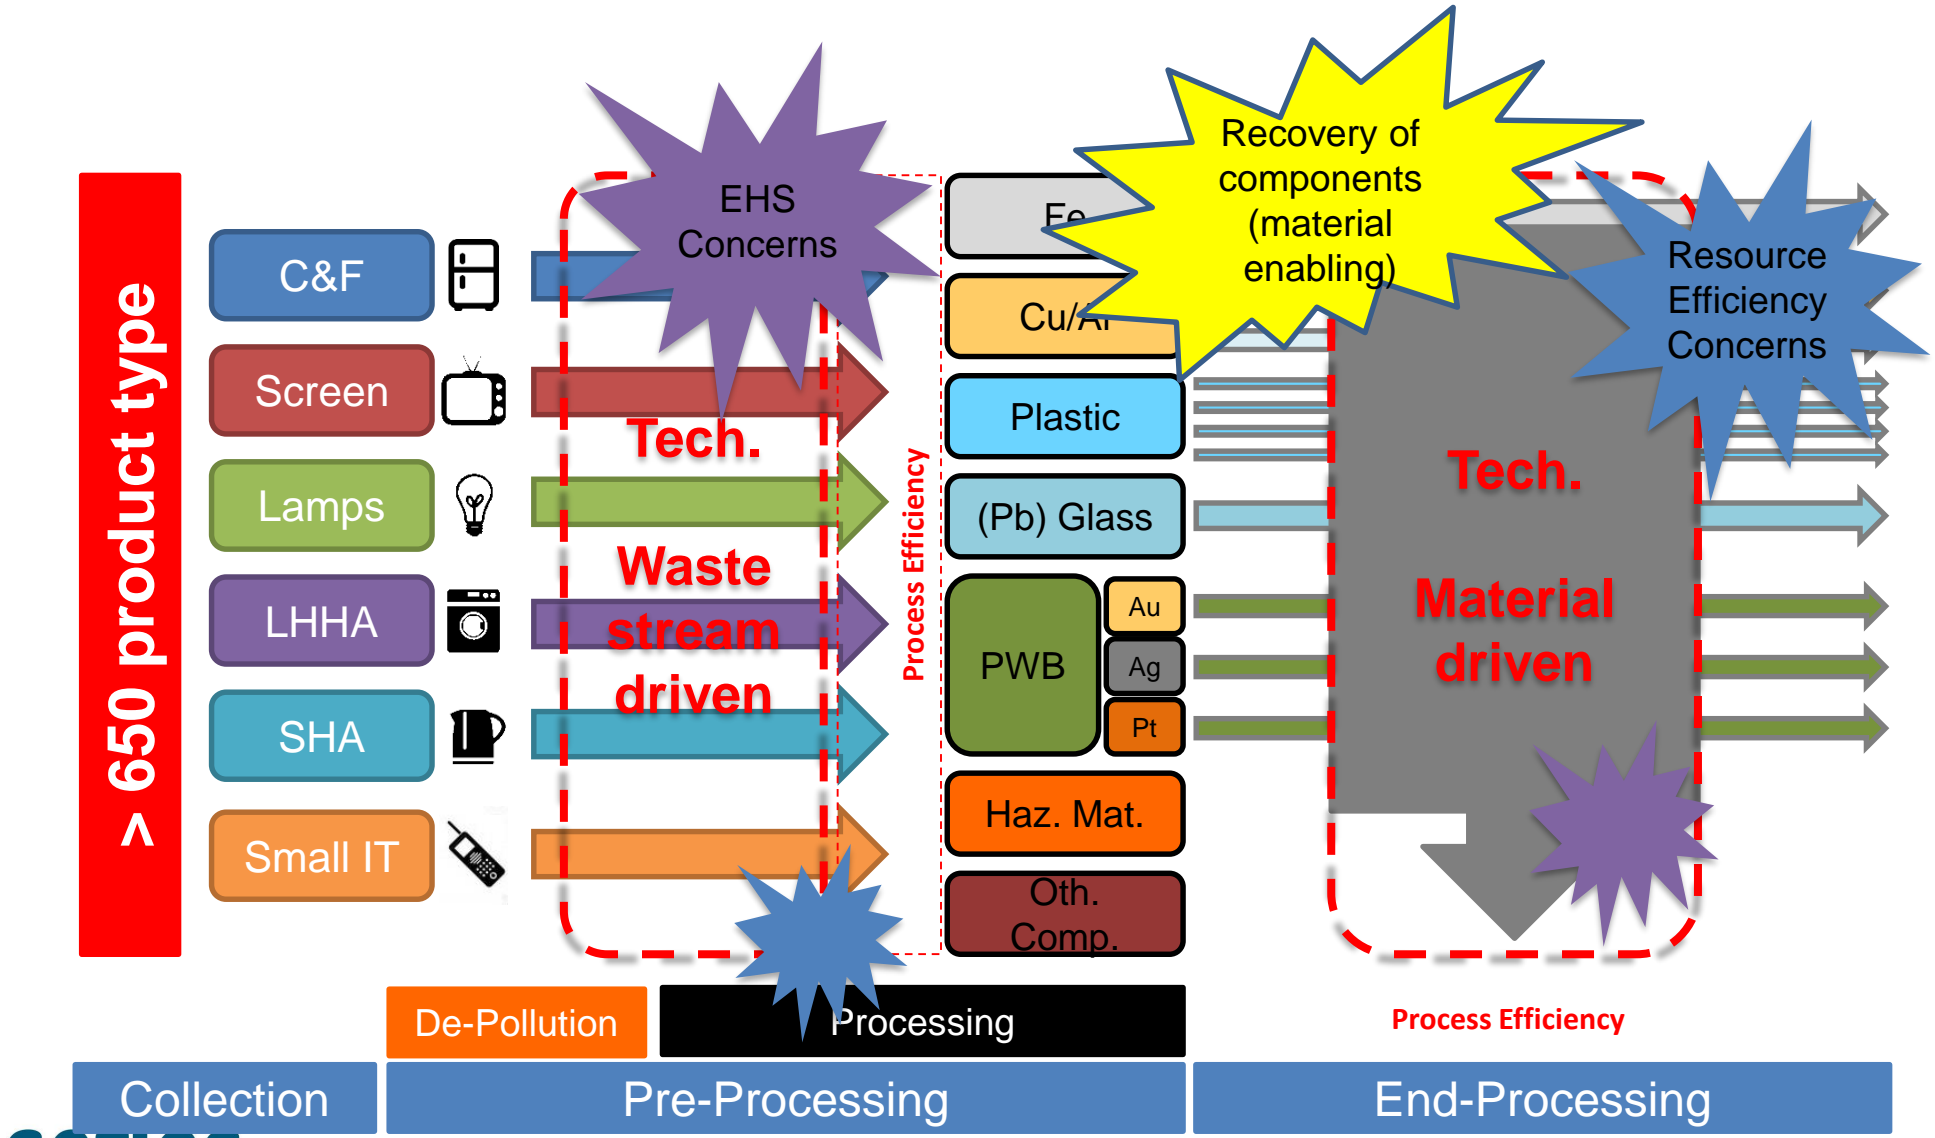 > 650 product type
C&F
Screen
Lamps
LHHA
SHA
Small IT
EHS
Concerns
Tech.
Waste
stream
driven
Process Efficiency
Fe
Cu/Al
Plastic
(Pb) Glass
PWB
Au
Ag
Pt
Haz. Mat.
Oth.
Comp.
Recovery of
components
(material
enabling)
Resource
Efficiency
Concerns
Tech.
Material
driven
Process Efficiency
De-Pollution
Processing
Collection
Pre-Processing
End-Processing